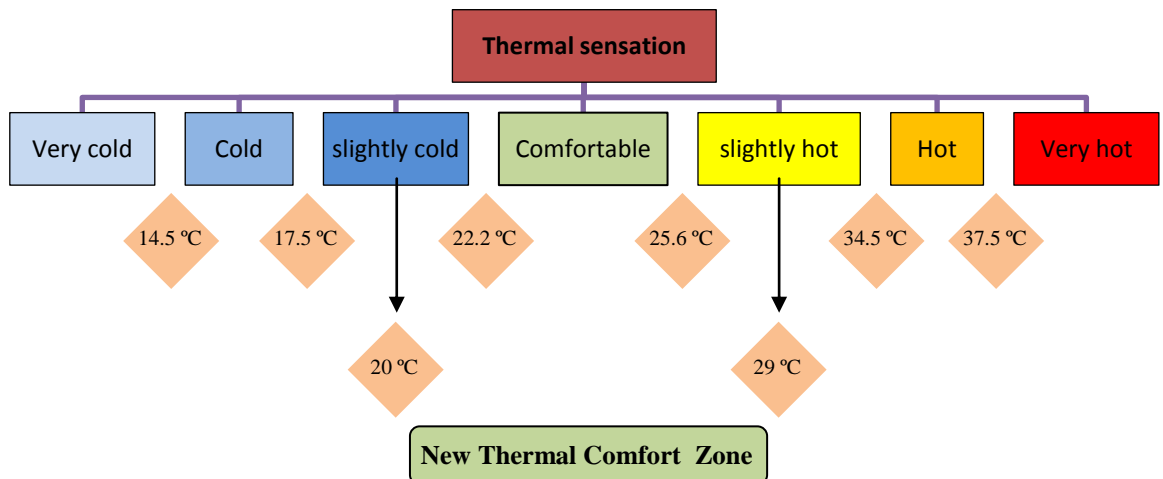 Thermal sensation
Very cold
Cold
slightly cold
Comfortable
slightly hot
Hot
Very hot
14.5 ºC
17.5 ºC
22.2 ºC
25.6 ºC
34.5 ºC
37.5 ºC
20 ºC
29 ºC
New Thermal Comfort  Zone